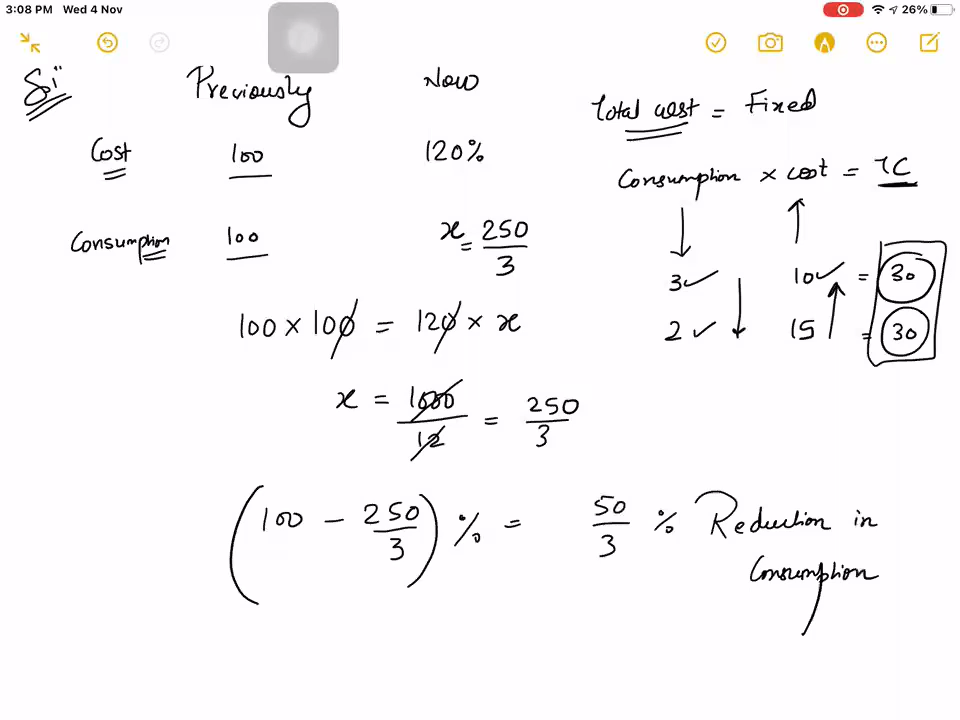 3:08 PM Wed 4 Nov 26%
Siⁿ Previously Now
Cost 100 120%
Consumption 100 x = 250/3
100 x 100 = 120 x x
x = 1000/12 = 250/3
(100 - 250/3) % = 50/3 % Reduction in
Consumption
Total cost = Fixed
Consumption x cost = TC
3 ✓ 10 ✓ = 30
2 ✓ 15 = 30